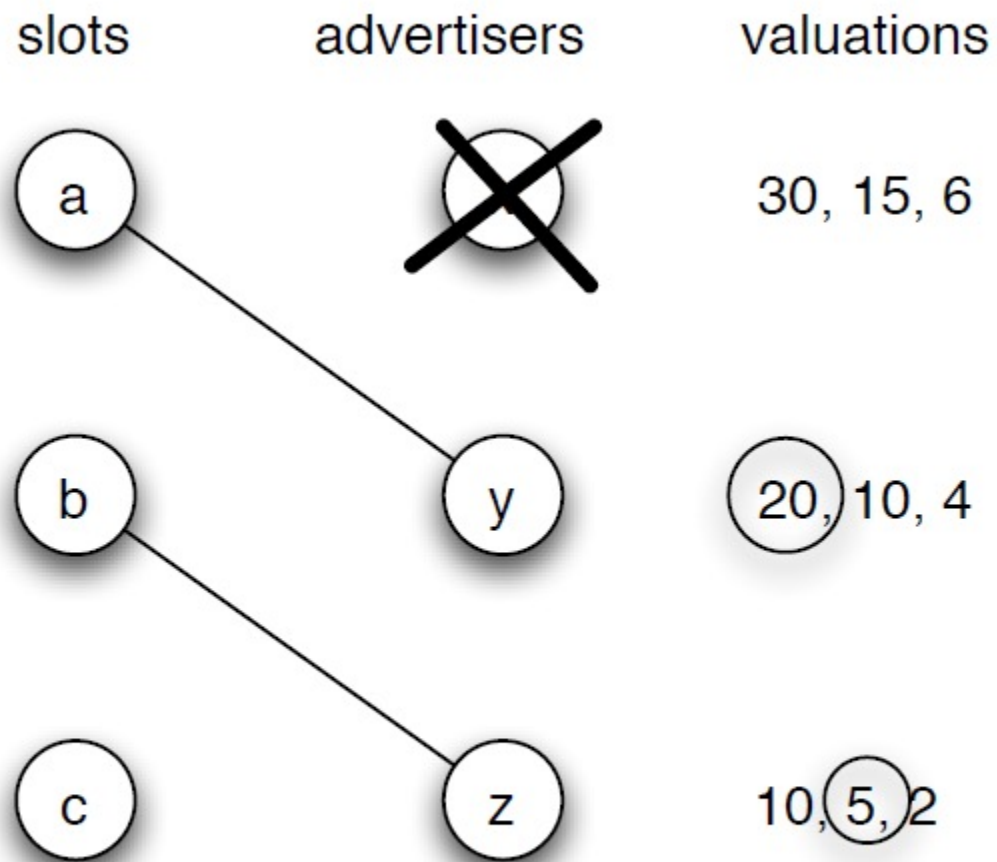 slots advertisers valuations
a 30, 15, 6
b y 20, 10, 4
c z 10, 5, 2